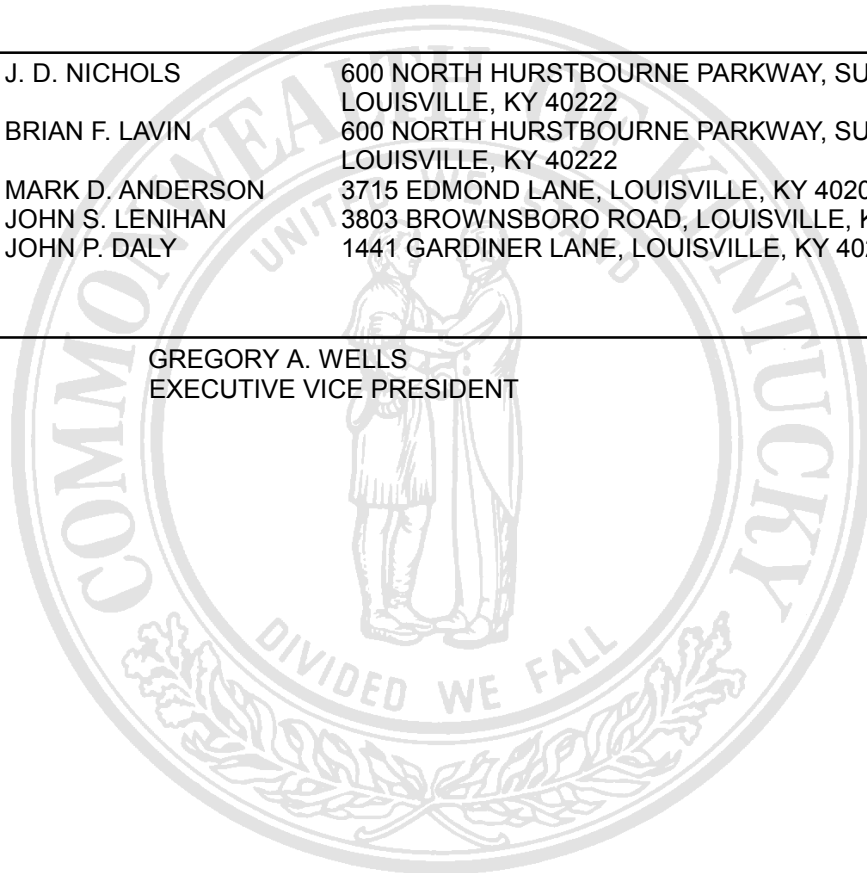 J. D. NICHOLS 600 NORTH HURSTBOURNE PARKWAY, SU
LOUISVILLE, KY 40222
BRIAN F. LAVIN 600 NORTH HURSTBOURNE PARKWAY, SU
LOUISVILLE, KY 40222
MARK D. ANDERSON 3715 EDMOND LANE, LOUISVILLE, KY 4020
JOHN S. LENIHAN 3803 BROWNSBORO ROAD, LOUISVILLE, K
JOHN P. DALY 1441 GARDINER LANE, LOUISVILLE, KY 402
GREGORY A. WELLS
EXECUTIVE VICE PRESIDENT
COMMONWEALTH OF KENTUCKY
UNITED WE STAND
DIVIDED WE FALL